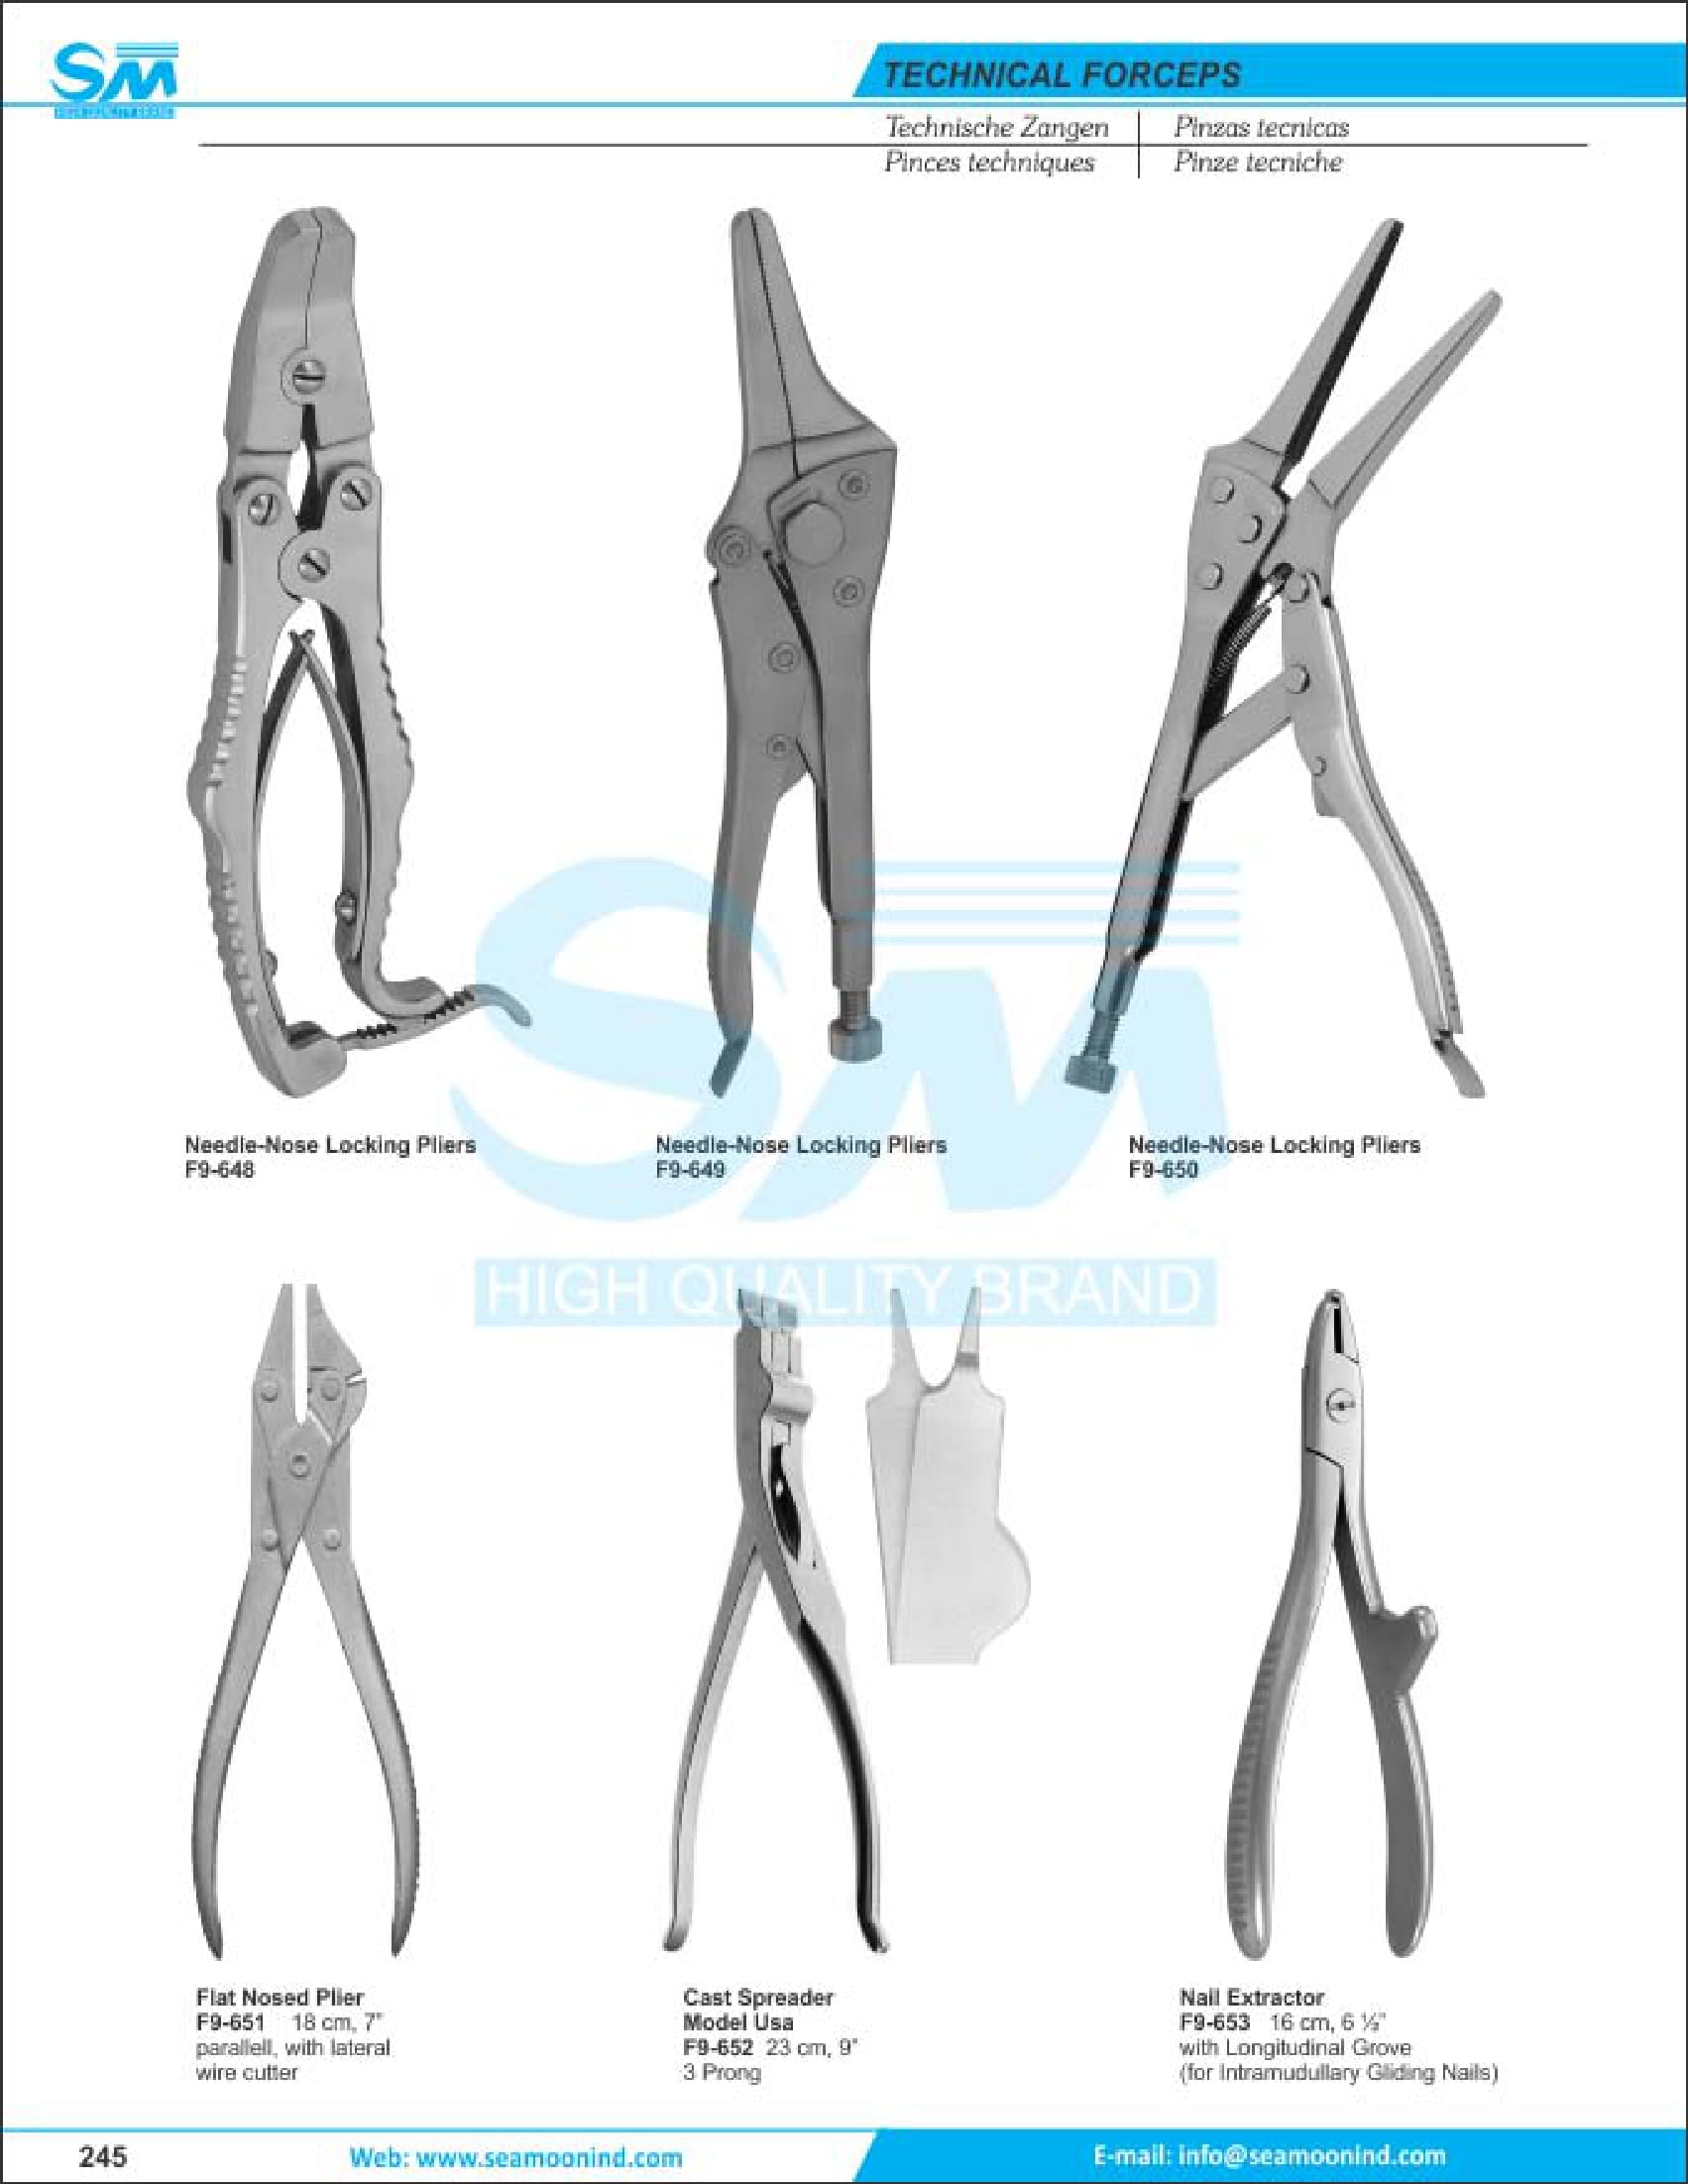 SM
TECHNICAL FORCEPS
Technische Zangen
Pinzas tecnicas
Pinces techniques
Pinze tecniche
Needle-Nose Locking Pliers
F9-648
Needle-Nose Locking Pliers
F9-649
Needle-Nose Locking Pliers
F9-650
SM
HIGH QUALITY BRAND
Flat Nosed Plier
F9-651 18 cm, 7"
parallell, with lateral
wire cutter
Cast Spreader
Model Usa
F9-652 23 cm, 9"
3 Prong
Nail Extractor
F9-653 16 cm, 6 ½"
with Longitudinal Grove
(for Intramudullary Gliding Nails)
245
Web: www.seamoonind.com
E-mail: info@seamoonind.com